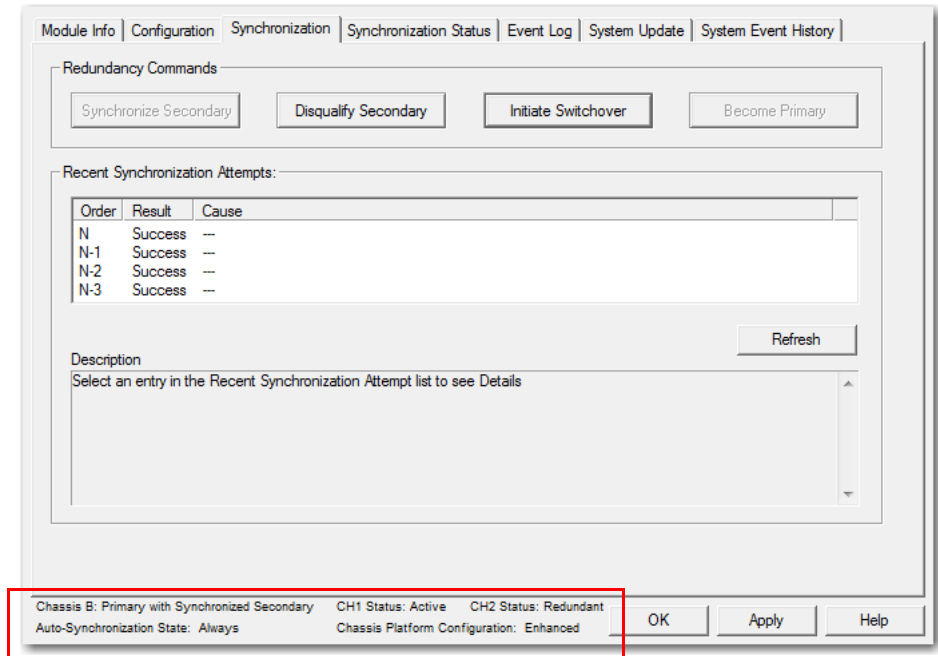 Module Info Configuration Synchronization Synchronization Status Event Log System Update System Event History
Redundancy Commands
Synchronize Secondary Disqualify Secondary Initiate Switchover Become Primary
Recent Synchronization Attempts:
Order Result Cause
N Success ---
N-1 Success ---
N-2 Success ---
N-3 Success ---
Refresh
Description
Select an entry in the Recent Synchronization Attempt list to see Details
Chassis B: Primary with Synchronized Secondary CH1 Status: Active CH2 Status: Redundant
Auto-Synchronization State: Always Chassis Platform Configuration: Enhanced
OK Apply Help